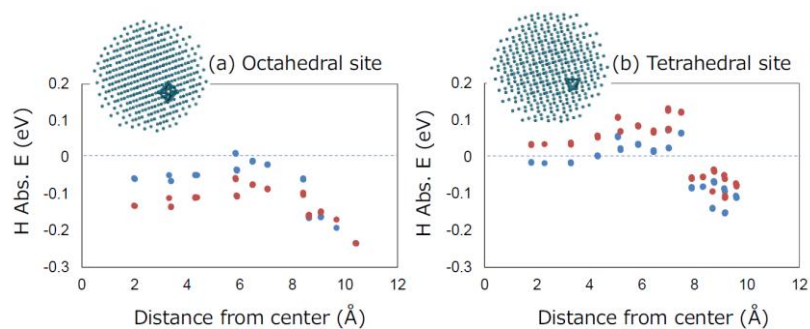 (a) Octahedral site
0.2
0.1
0
-0.1
-0.2
-0.3
H Abs. E (eV)
0 2 4 6 8 10 12
Distance from center (Å)
(b) Tetrahedral site
0.2
0.1
0
-0.1
-0.2
-0.3
H Abs. E (eV)
0 2 4 6 8 10 12
Distance from center (Å)